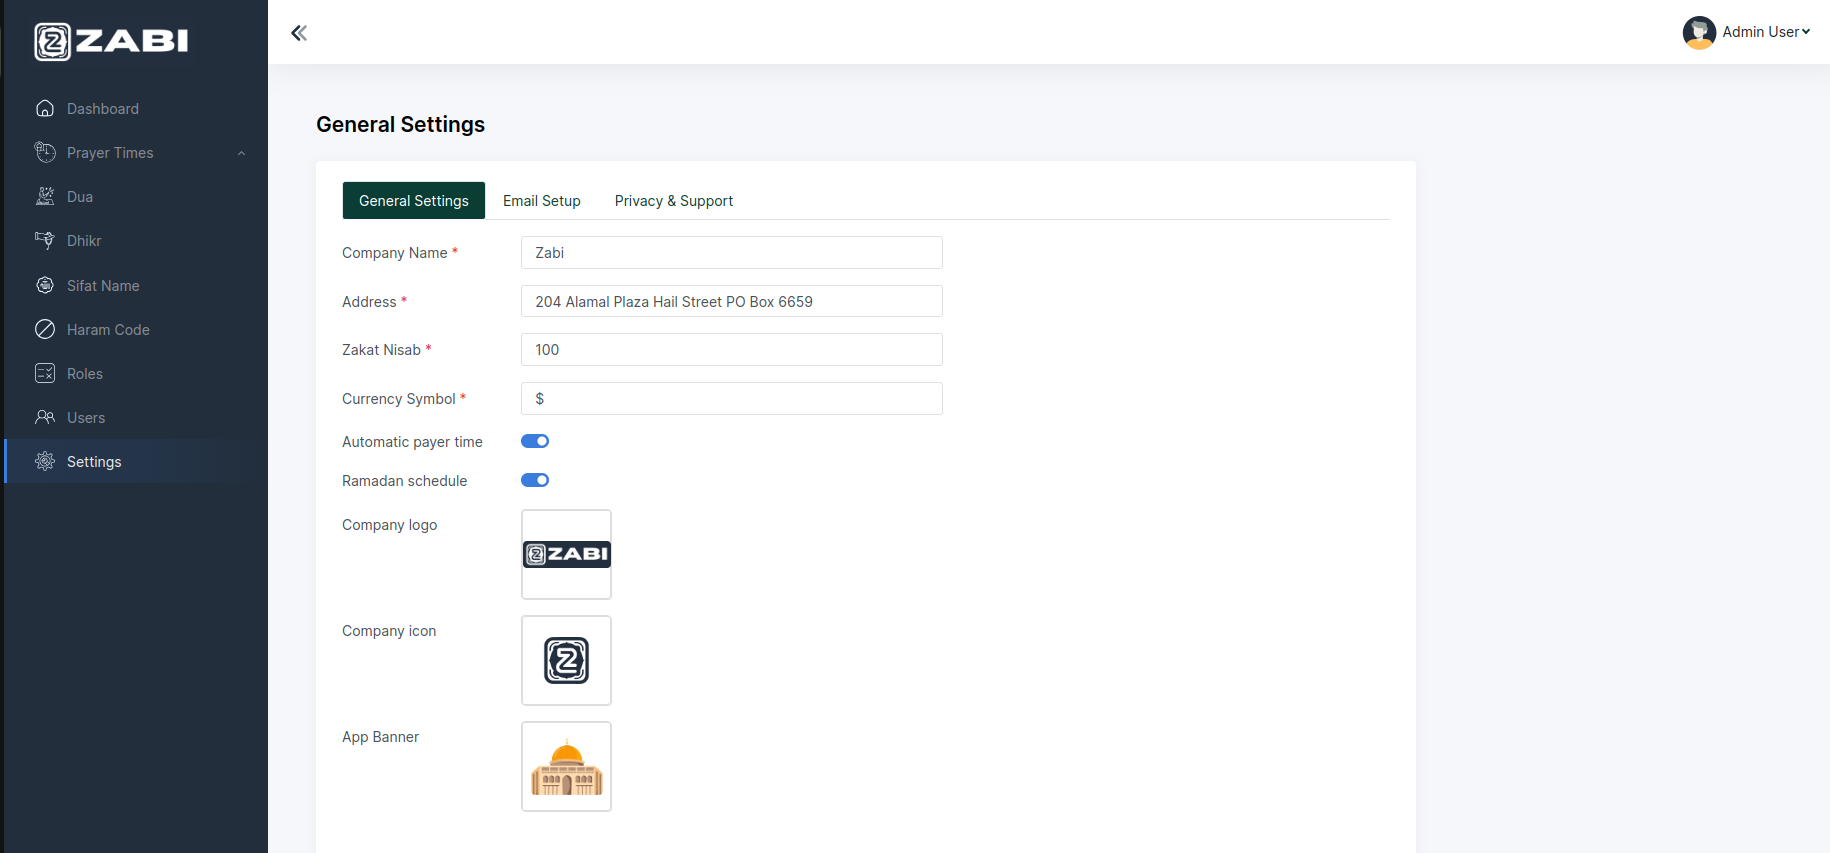 ZABI
Admin User
Dashboard
Prayer Times
Dua
Dhikr
Sifat Name
Haram Code
Roles
Users
Settings
General Settings
General Settings Email Setup Privacy & Support
Company Name * Zabi
Address * 204 Alamal Plaza Hail Street PO Box 6659
Zakat Nisab * 100
Currency Symbol * $
Automatic payer time
Ramadan schedule
Company logo
Z ZABI
Company icon
Z
App Banner